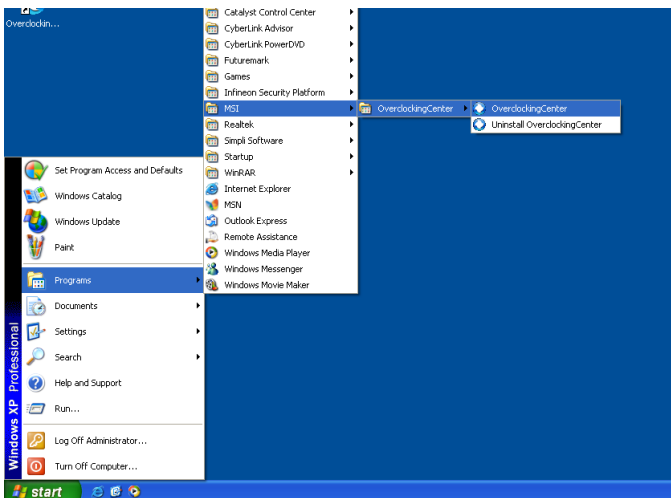 Overclockin...
Catalyst Control Center
CyberLink Advisor
CyberLink PowerDVD
Futuremark
Games
Infineon Security Platform
MSI
Realtek
Simpli Software
Startup
WinRAR
Internet Explorer
MSN
Outlook Express
Remote Assistance
Windows Media Player
Windows Messenger
Windows Movie Maker
OverclockingCenter
OverclockingCenter
Uninstall OverclockingCenter
Set Program Access and Defaults
Windows Catalog
Windows Update
Paint
Programs
Documents
Settings
Search
Help and Support
Run...
Log Off Administrator...
Turn Off Computer...
Windows XP Professional
start